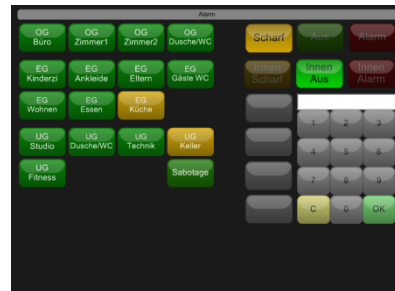 Alarm
OG
Büro
OG
Zimmer1
OG
Zimmer2
OG
Dusche/WC
Scharf
Aus
Alarm
EG
Kinderzi
EG
Ankleide
EG
Eltern
EG
Gäste WC
Innen
Scharf
Innen
Aus
Innen
Alarm
EG
Wohnen
EG
Essen
EG
Küche
1
2
3
UG
Studio
UG
Dusche/WC
UG
Technik
UG
Keller
4
5
6
UG
Fitness
Sabotage
7
8
9
C
0
OK